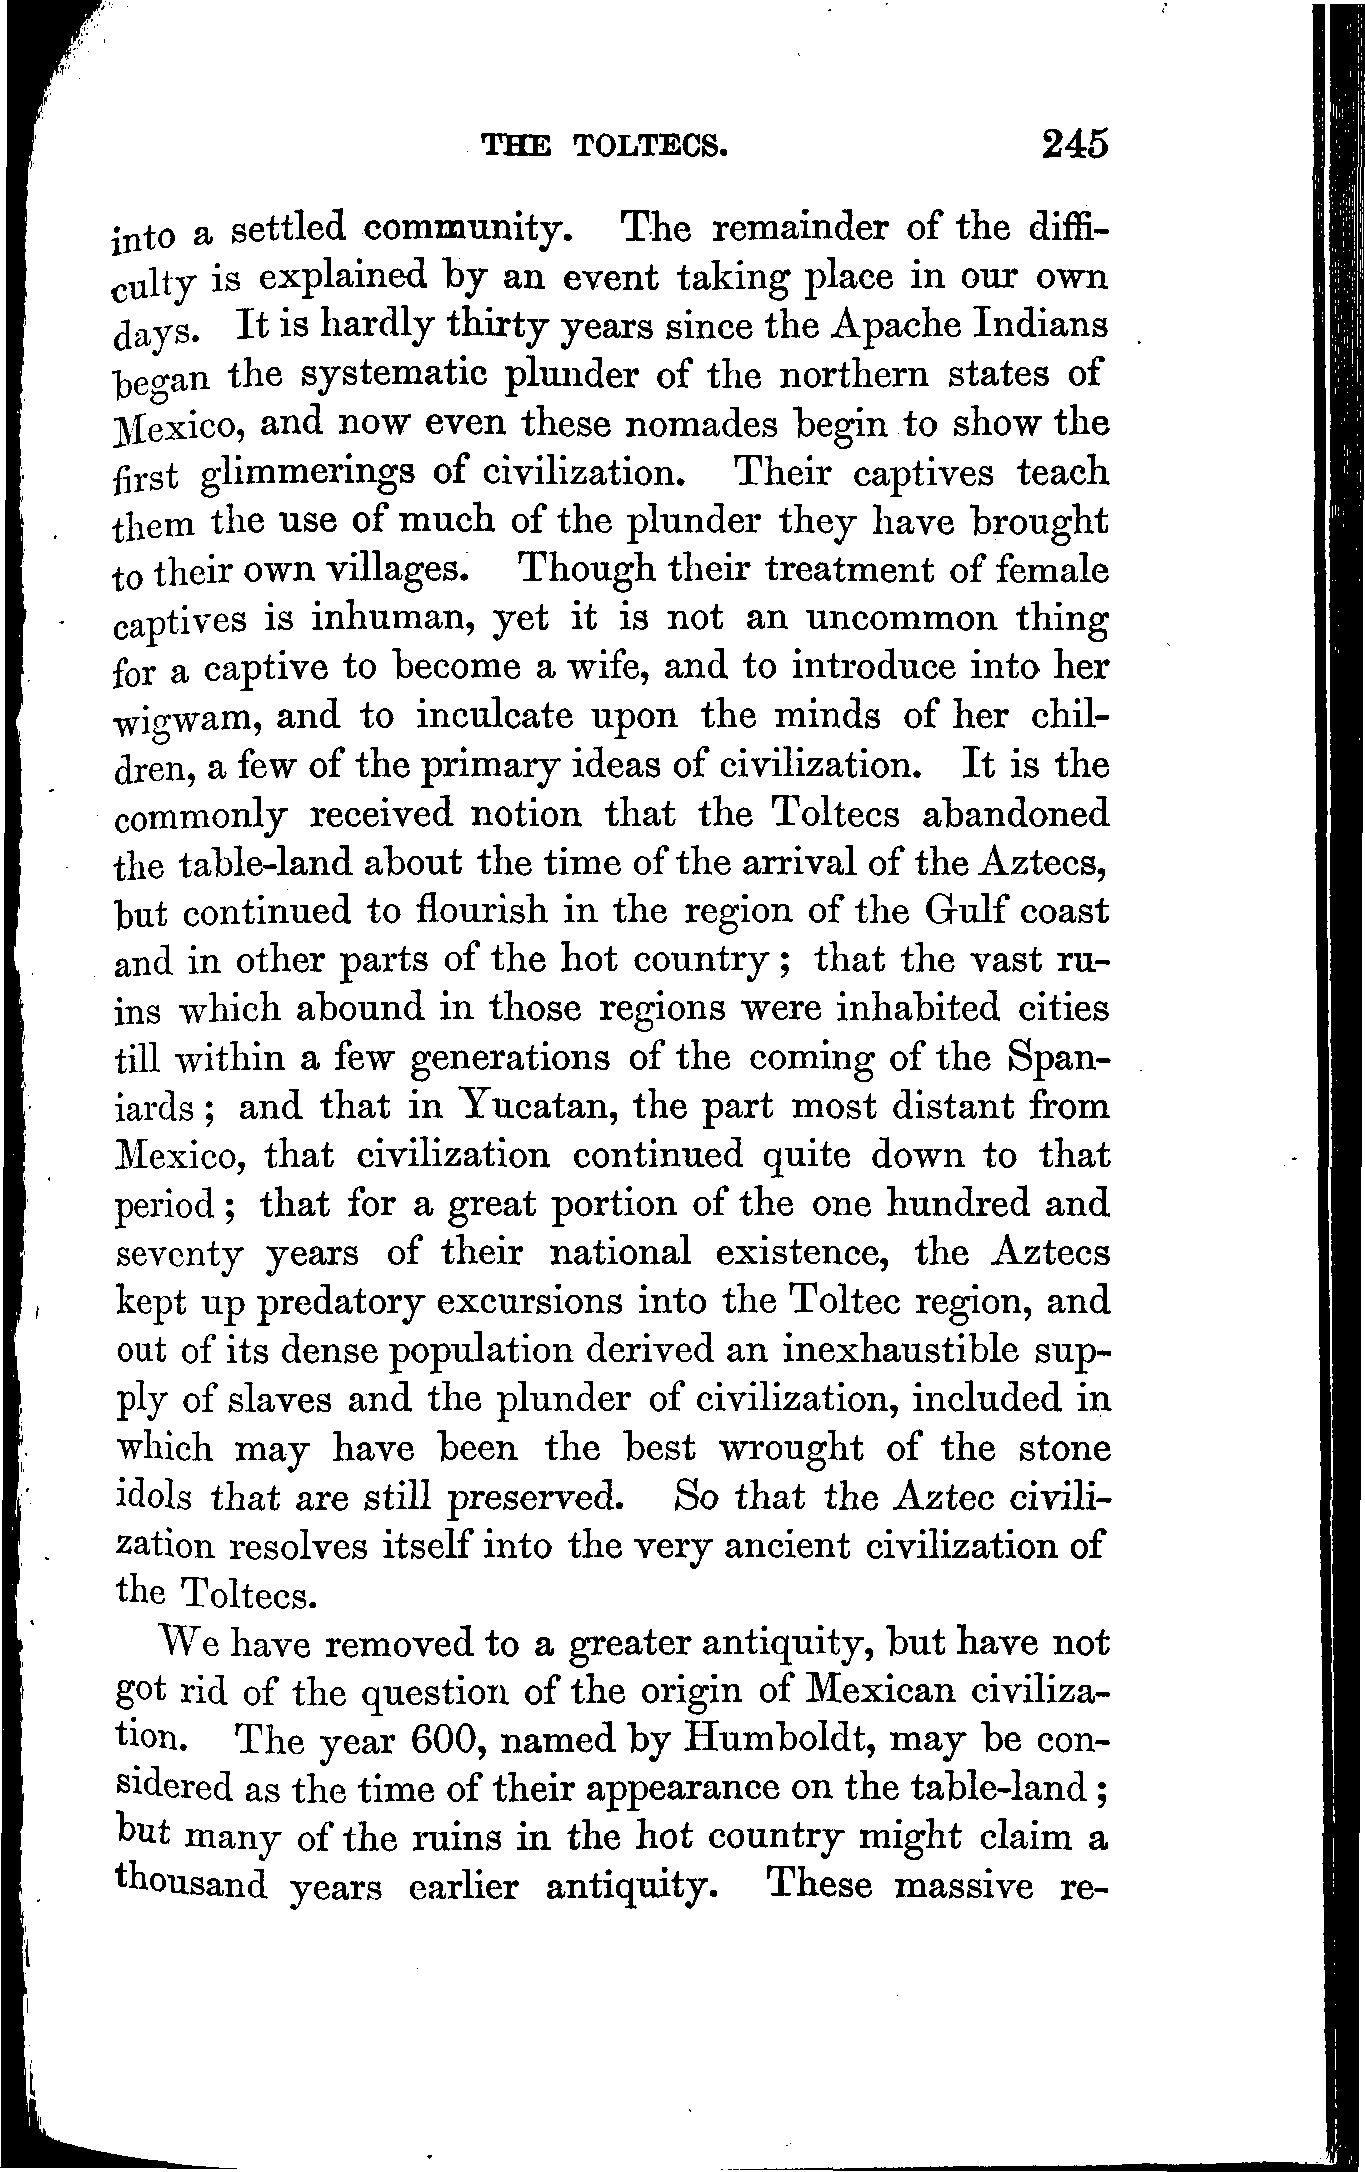 THE TOLTECS. 245
into a settled community. The remainder of the diffi-
culty is explained by an event taking place in our own
days. It is hardly thirty years since the Apache Indians
began the systematic plunder of the northern states of
Mexico, and now even these nomades begin to show the
first glimmerings of civilization. Their captives teach
them the use of much of the plunder they have brought
to their own villages. Though their treatment of female
captives is inhuman, yet it is not an uncommon thing
for a captive to become a wife, and to introduce into her
wigwam, and to inculcate upon the minds of her chil-
dren, a few of the primary ideas of civilization. It is the
commonly received notion that the Toltecs abandoned
the table-land about the time of the arrival of the Aztecs,
but continued to flourish in the region of the Gulf coast
and in other parts of the hot country; that the vast ru-
ins which abound in those regions were inhabited cities
till within a few generations of the coming of the Span-
iards; and that in Yucatan, the part most distant from
Mexico, that civilization continued quite down to that
period; that for a great portion of the one hundred and
seventy years of their national existence, the Aztecs
kept up predatory excursions into the Toltec region, and
out of its dense population derived an inexhaustible sup-
ply of slaves and the plunder of civilization, included in
which may have been the best wrought of the stone
idols that are still preserved. So that the Aztec civili-
zation resolves itself into the very ancient civilization of
the Toltecs.
We have removed to a greater antiquity, but have not
got rid of the question of the origin of Mexican civiliza-
tion. The year 600, named by Humboldt, may be con-
sidered as the time of their appearance on the table-land;
but many of the ruins in the hot country might claim a
thousand years earlier antiquity. These massive re-